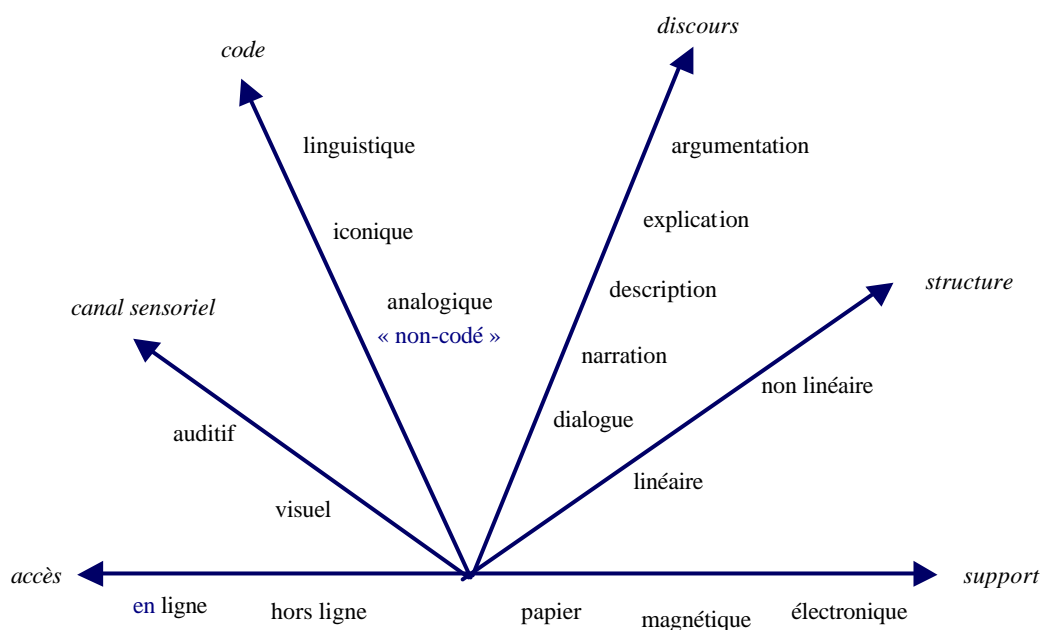 discours
code
linguistique
argumentation
explication
iconique
structure
description
analogique
canal sensoriel
« non-codé »
narration
non linéaire
dialogue
auditif
linéaire
visuel
accès
support
en ligne
hors ligne
papier
magnétique
électronique